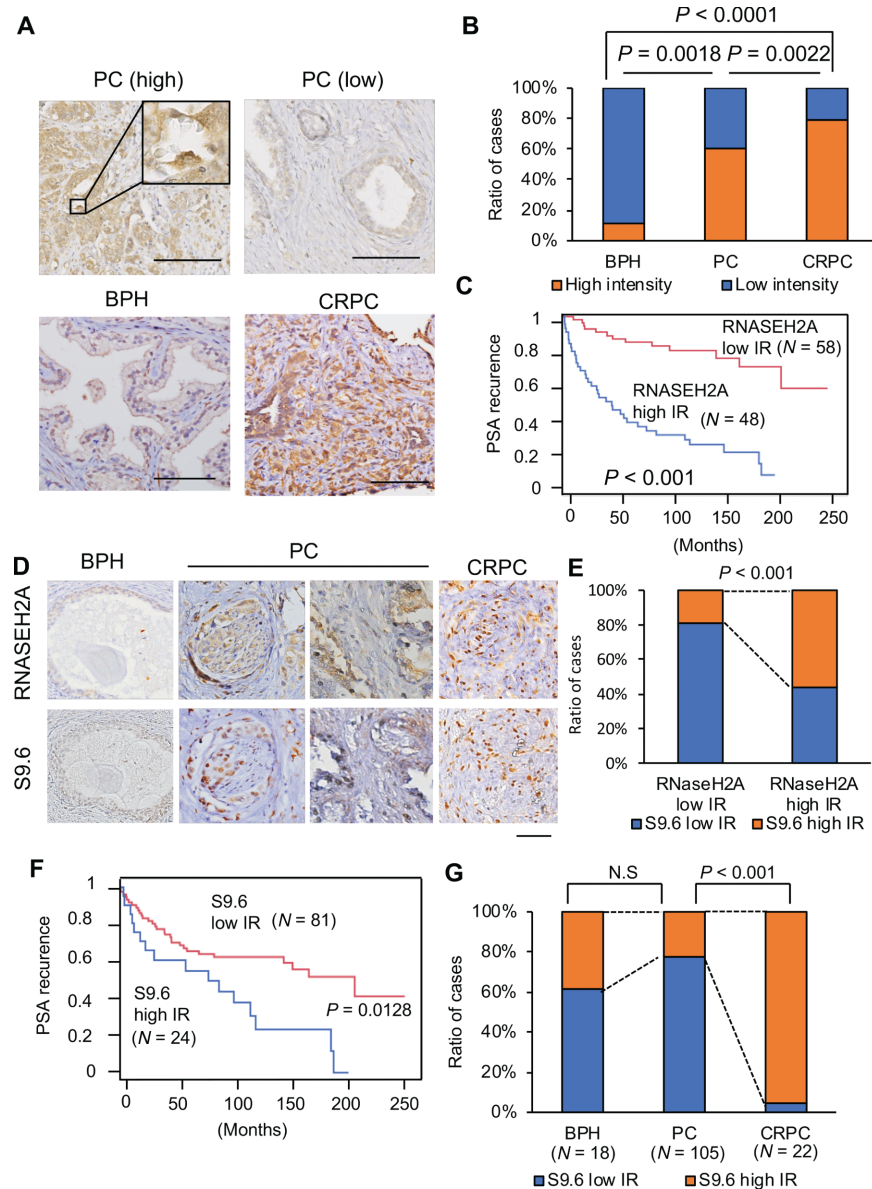 A
PC (high)
PC (low)
BPH
CRPC
B
P < 0.0001
P = 0.0018
P = 0.0022
Ratio of cases
100%
80%
60%
40%
20%
0%
BPH
PC
CRPC
High intensity
Low intensity
C
PSA recurence
1
0.8
0.6
0.4
0.2
0
RNASEH2A
low IR (N = 58)
RNASEH2A
high IR (N = 48)
P < 0.001
0
50
100
150
200
250
(Months)
D
BPH
PC
CRPC
RNASEH2A
S9.6
E
P < 0.001
Ratio of cases
100%
80%
60%
40%
20%
0%
RNaseH2A
low IR
RNaseH2A
high IR
S9.6 low IR
S9.6 high IR
F
PSA recurence
1
0.8
0.6
0.4
0.2
0
S9.6
low IR (N = 81)
S9.6
high IR
(N = 24)
P = 0.0128
0
50
100
150
200
250
(Months)
G
N.S
P < 0.001
Ratio of cases
100%
80%
60%
40%
20%
0%
BPH
(N = 18)
PC
(N = 105)
CRPC
(N = 22)
S9.6 low IR
S9.6 high IR